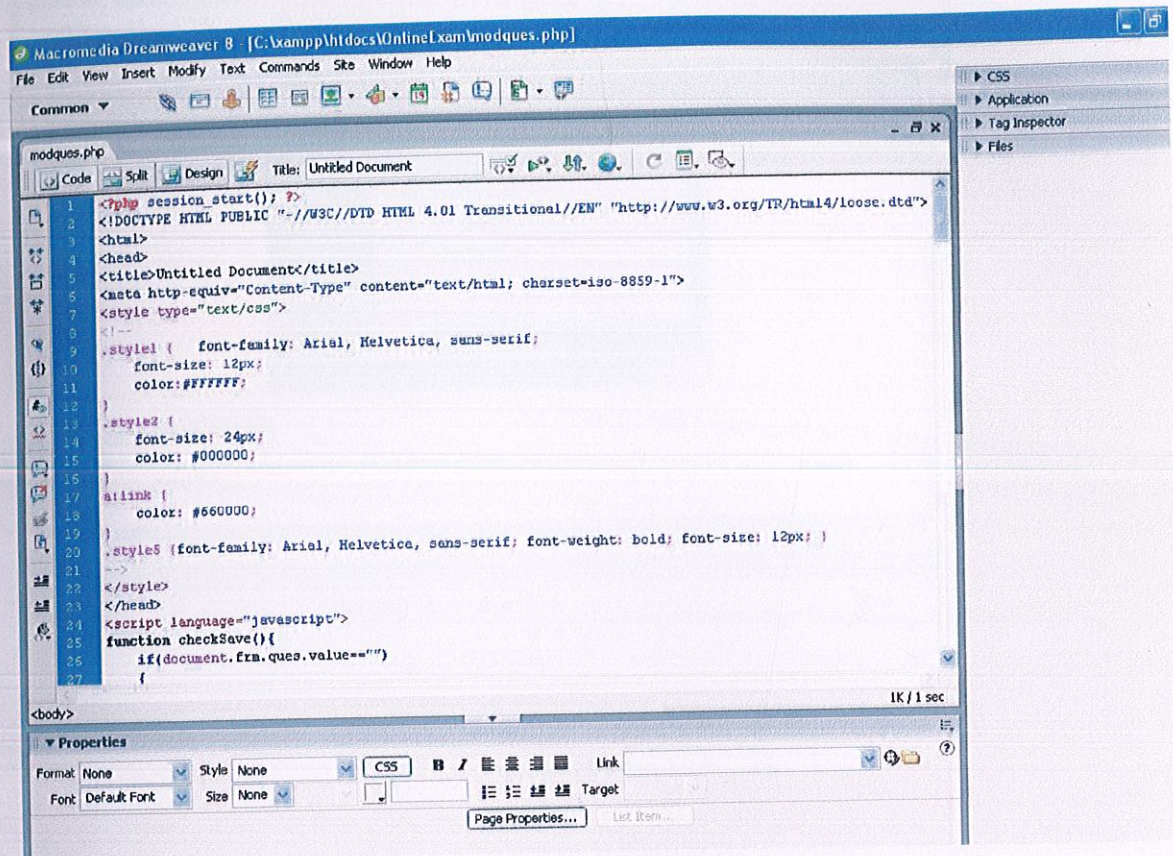 Macromedia Dreamweaver 8 - [C:\xampp\htdocs\OnlineExam\modques.php]
File Edit View Insert Modify Text Commands Site Window Help
Common
CSS
Application
Tag Inspector
Files
modques.php
Code Split Design Title: Untitled Document
1 <?php session_start(); ?>
2 <!DOCTYPE HTML PUBLIC "-//W3C//DTD HTML 4.01 Transitional//EN" "http://www.w3.org/TR/html4/loose.dtd">
3 <html>
4 <head>
5 <title>Untitled Document</title>
6 <meta http-equiv="Content-Type" content="text/html; charset=iso-8859-1">
7 <style type="text/css">
8 <!--
9 .style1 { font-family: Arial, Helvetica, sans-serif;
10 font-size: 12px;
11 color:#FFFFFF;
12 }
13 .style2 {
14 font-size: 24px;
15 color: #000000;
16 }
17 a:link {
18 color: #660000;
19 }
20 .style5 {font-family: Arial, Helvetica, sans-serif; font-weight: bold; font-size: 12px; }
21 -->
22 </style>
23 </head>
24 <script language="javascript">
25 function checkSave(){
26 if(document.frm.ques.value=="")
27 {
1K / 1 sec
<body>
Properties
Format None Style None CSS B I Link
Font Default Font Size None Target
Page Properties... List Item...